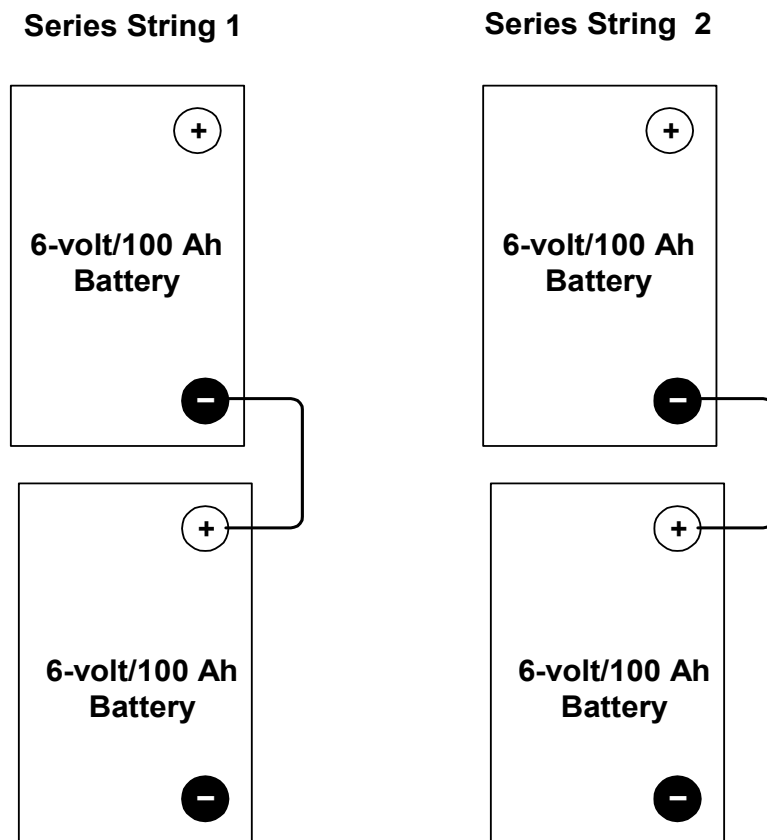 Series String 1
Series String 2
+
+
6-volt/100 Ah
Battery
6-volt/100 Ah
Battery
−
−
+
+
6-volt/100 Ah
Battery
6-volt/100 Ah
Battery
−
−